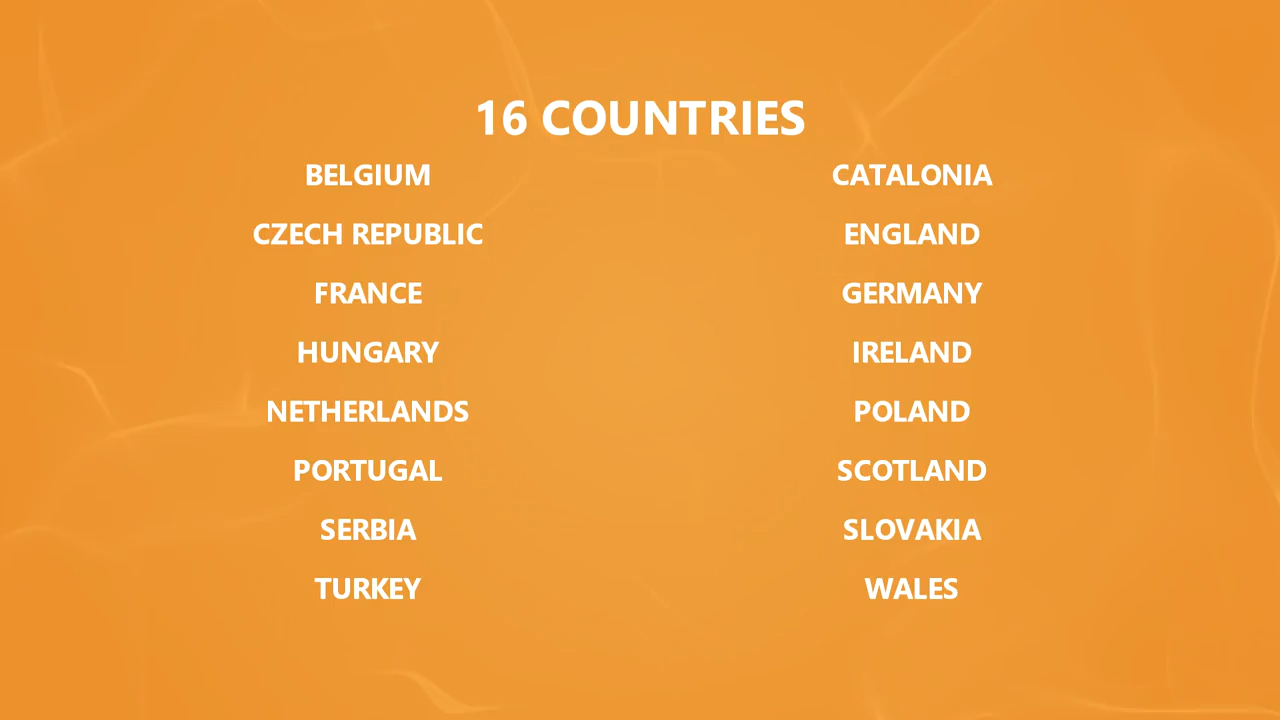 16 COUNTRIES
BELGIUM
CATALONIA
CZECH REPUBLIC
ENGLAND
FRANCE
GERMANY
HUNGARY
IRELAND
NETHERLANDS
POLAND
PORTUGAL
SCOTLAND
SERBIA
SLOVAKIA
TURKEY
WALES